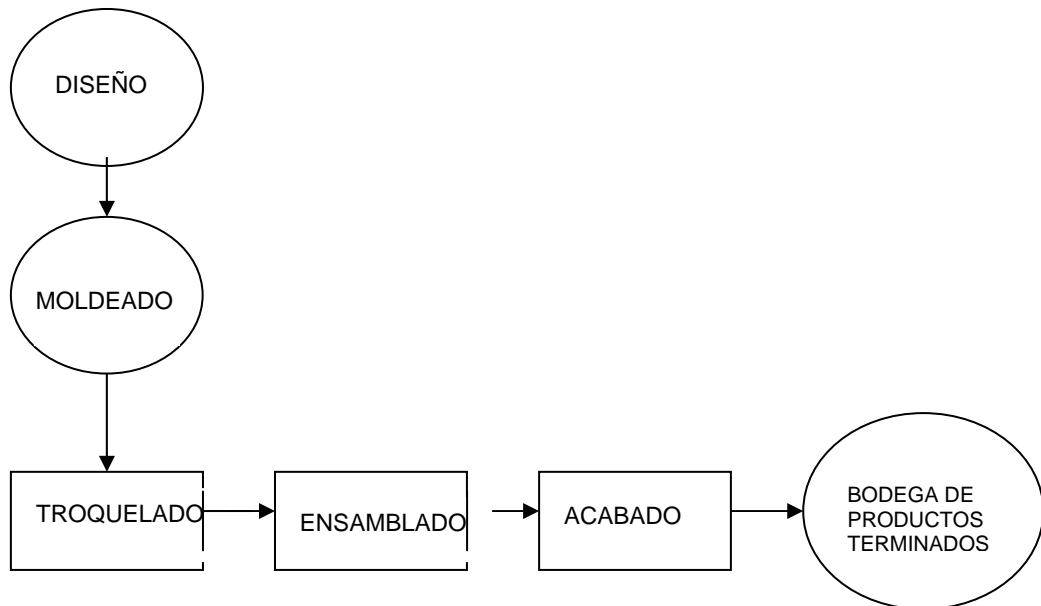 DISEÑO
MOLDEADO
TROQUELADO
ENSAMBLADO
ACABADO
BODEGA DE
PRODUCTOS
TERMINADOS